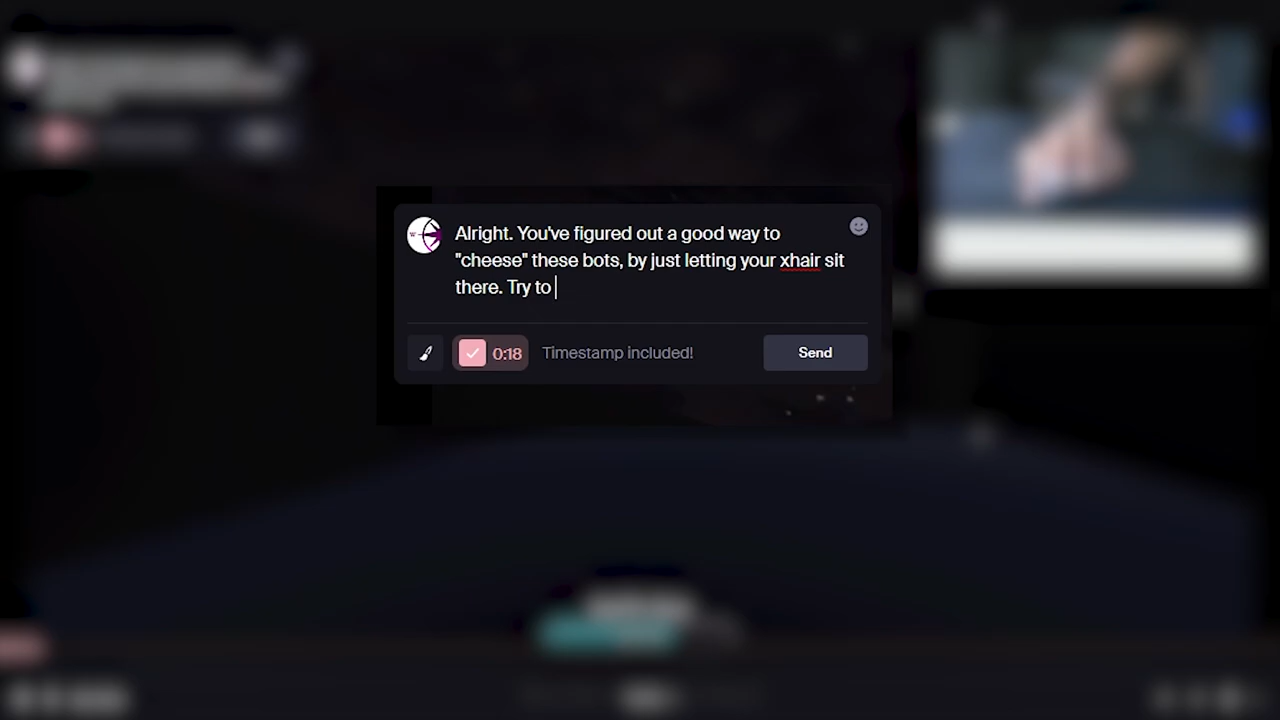 Alright. You've figured out a good way to
"cheese" these bots, by just letting your xhair sit
there. Try to
0:18 Timestamp included! Send